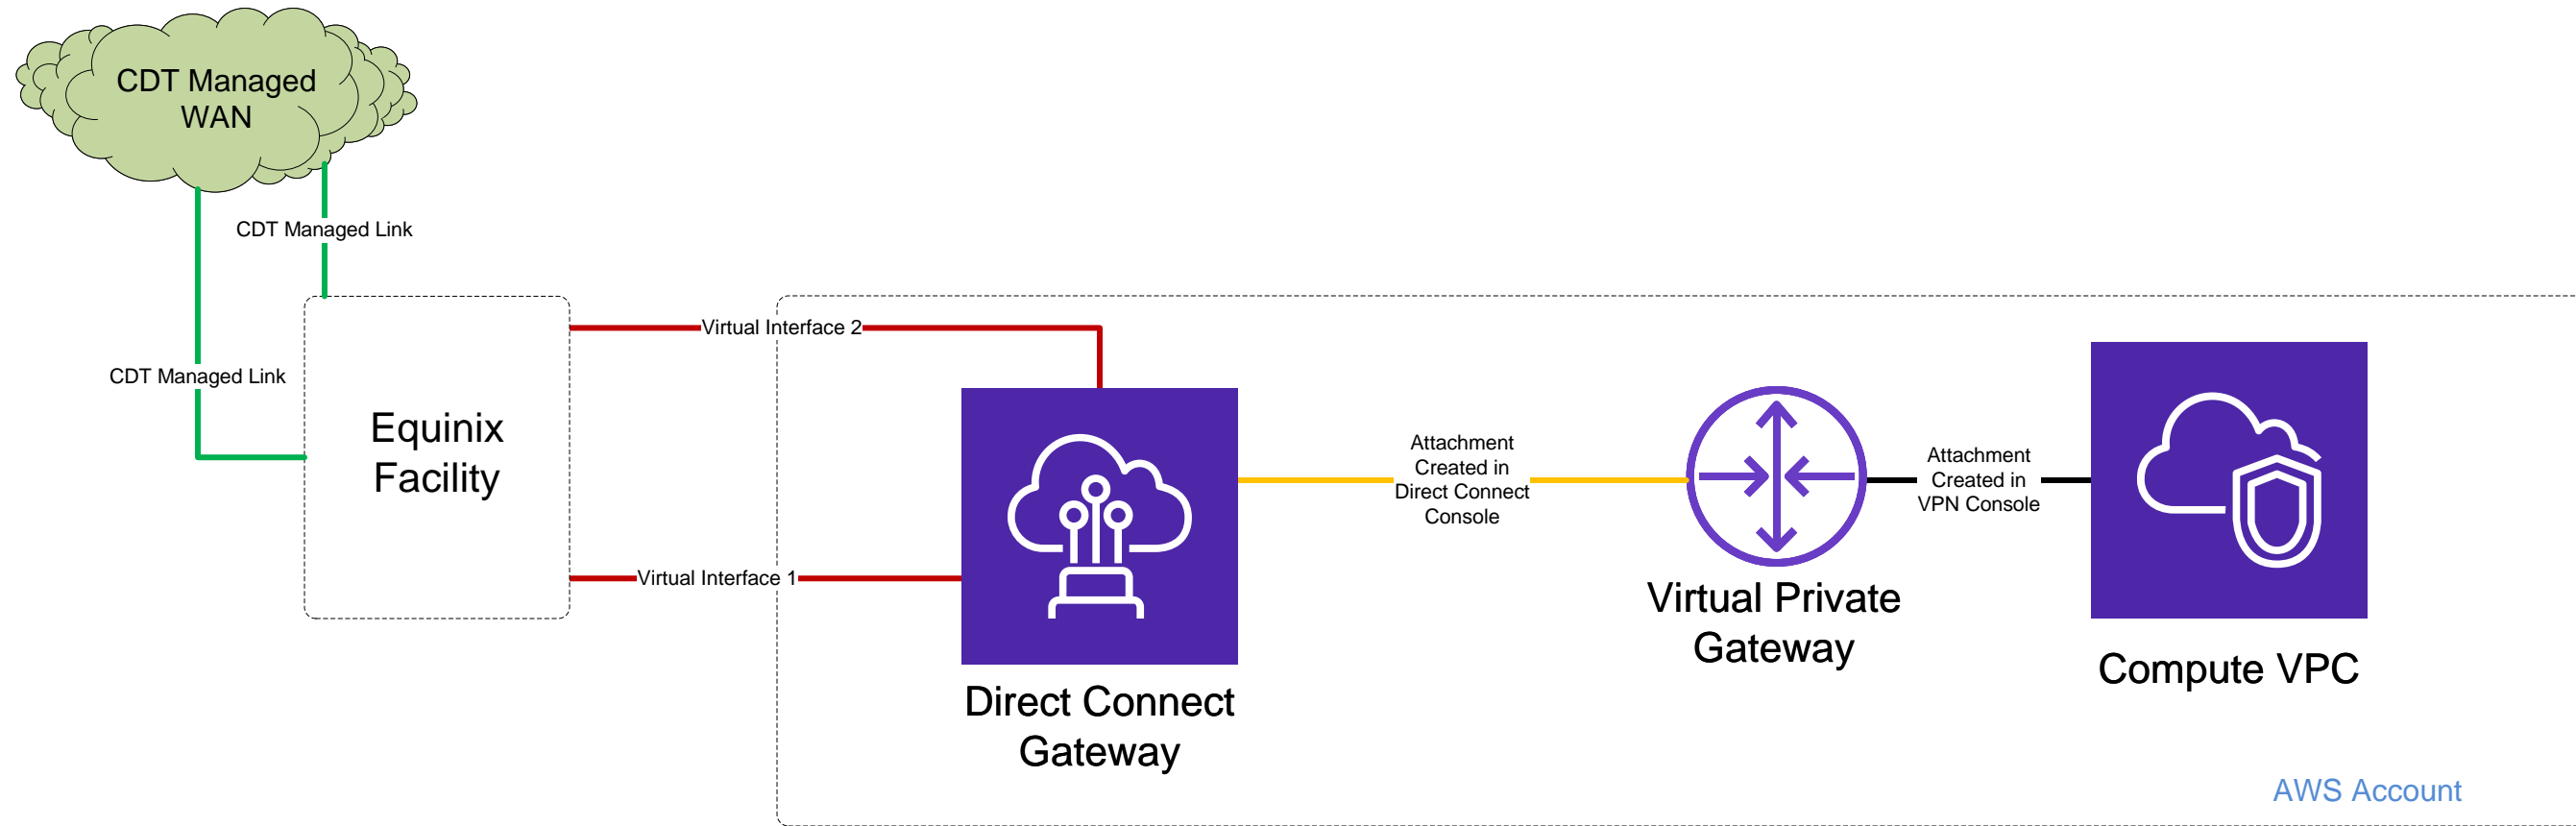 CDT Managed
WAN
CDT Managed Link
CDT Managed Link
Equinix
Facility
Virtual Interface 2
Virtual Interface 1
Direct Connect
Gateway
Attachment
Created in
Direct Connect
Console
Virtual Private
Gateway
Attachment
Created in
VPN Console
Compute VPC
AWS Account